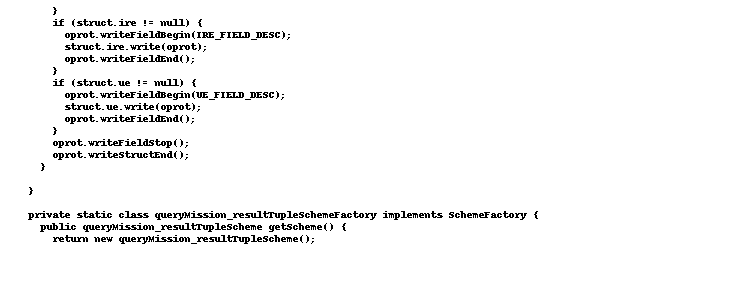 }
    if (struct.ire != null) {
      oprot.writeFieldBegin(IRE_FIELD_DESC);
      struct.ire.write(oprot);
      oprot.writeFieldEnd();
    }
    if (struct.ue != null) {
      oprot.writeFieldBegin(UE_FIELD_DESC);
      struct.ue.write(oprot);
      oprot.writeFieldEnd();
    }
    oprot.writeFieldStop();
    oprot.writeStructEnd();
  }

}

private static class queryMission_resultTupleSchemeFactory implements SchemeFactory {
  public queryMission_resultTupleScheme getScheme() {
    return new queryMission_resultTupleScheme();